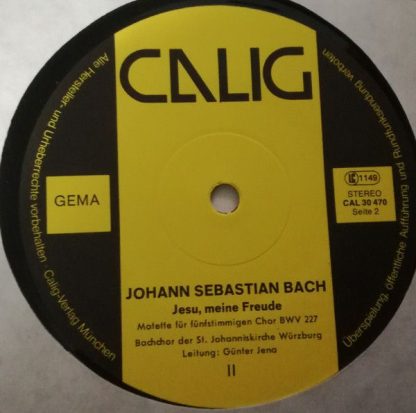 CALIG
Alle Hersteller- und Urheberrechte vorbehalten Calig-Verlag München
Überspielung, öffentliche Aufführung und Rundfunksendung verboten
GEMA
LC 1149
STEREO
CAL 30 470
Seite 2
JOHANN SEBASTIAN BACH
Jesu, meine Freude
Motette für fünfstimmigen Chor BWV 227
Bachchor der St. Johanniskirche Würzburg
Leitung: Günter Jena
II